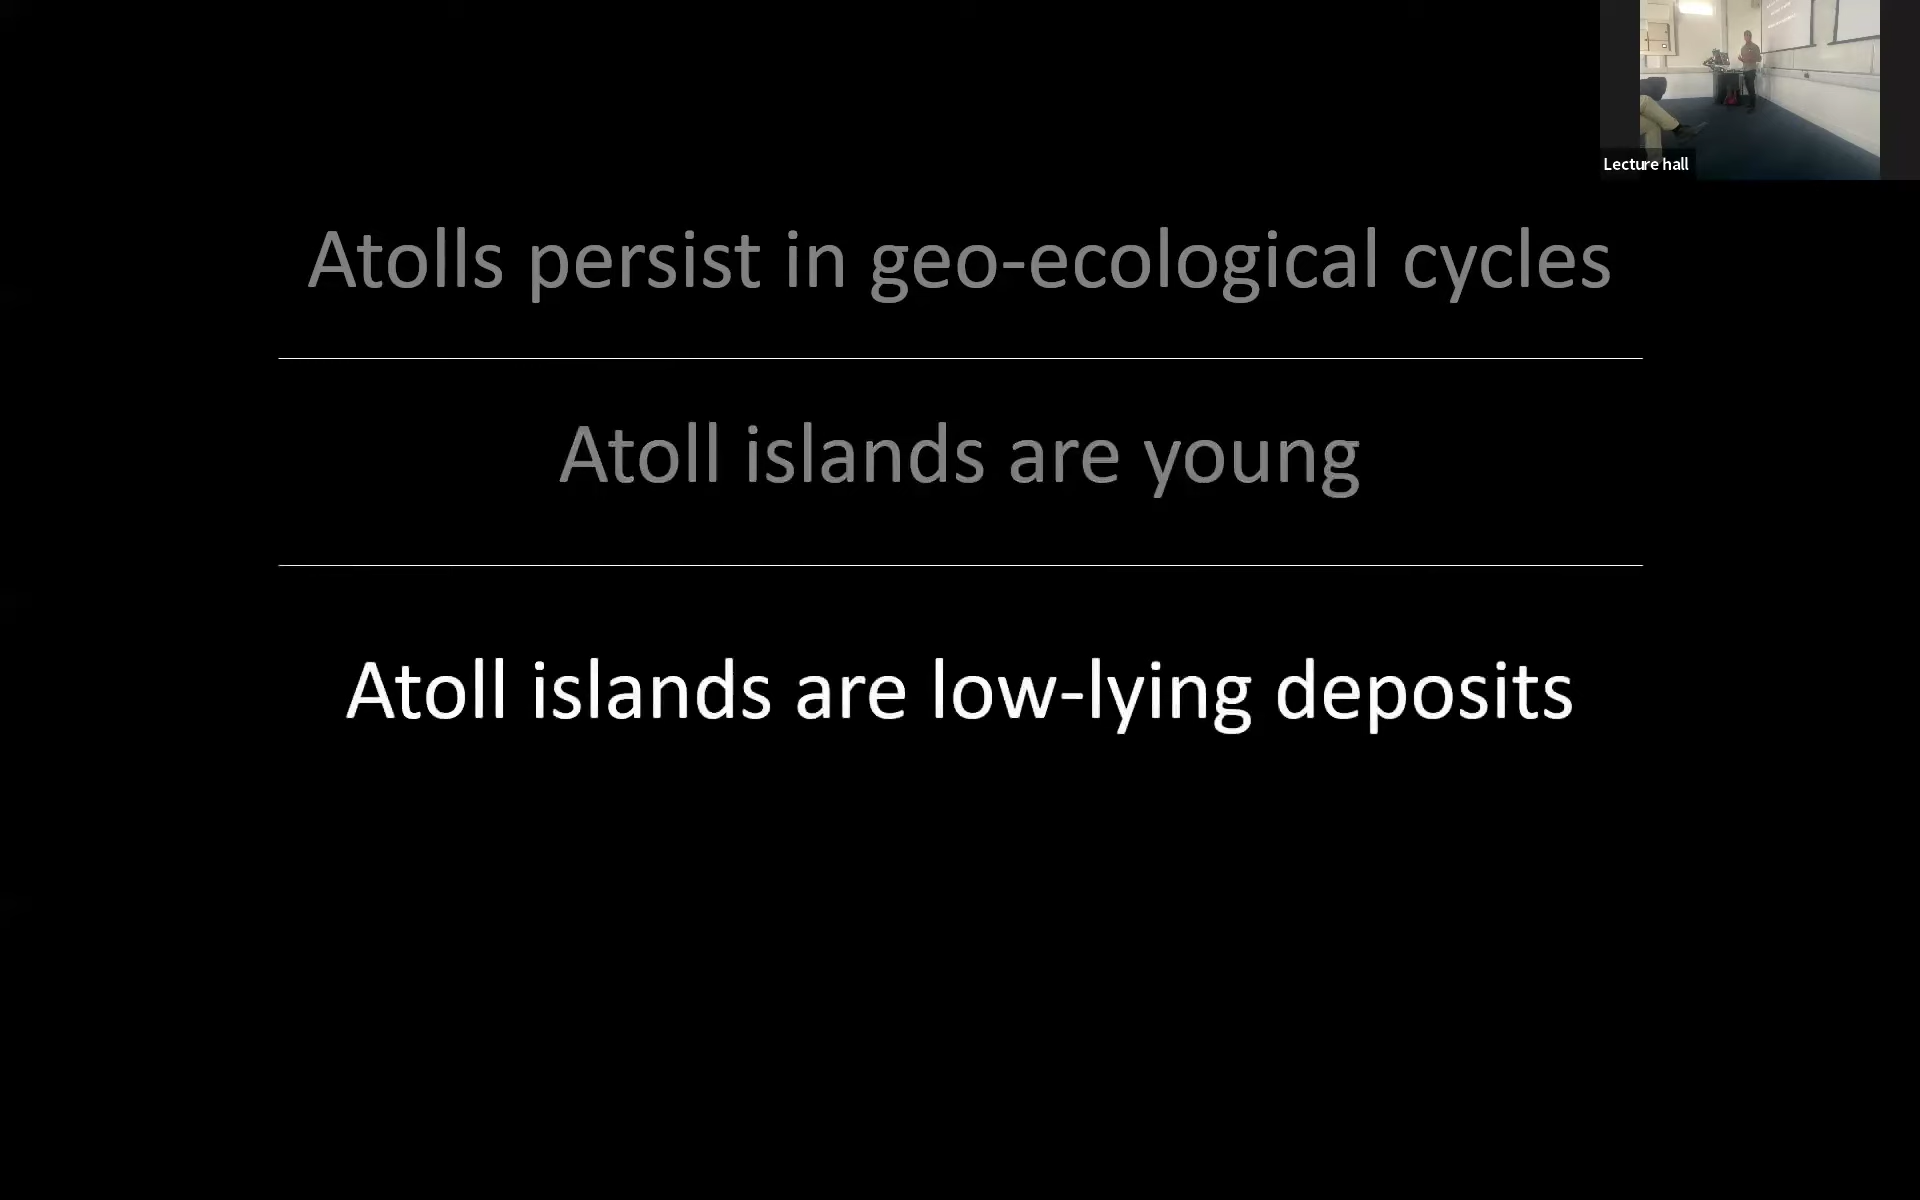 Lecture hall
Atolls persist in geo-ecological cycles
Atoll islands are young
Atoll islands are low-lying deposits